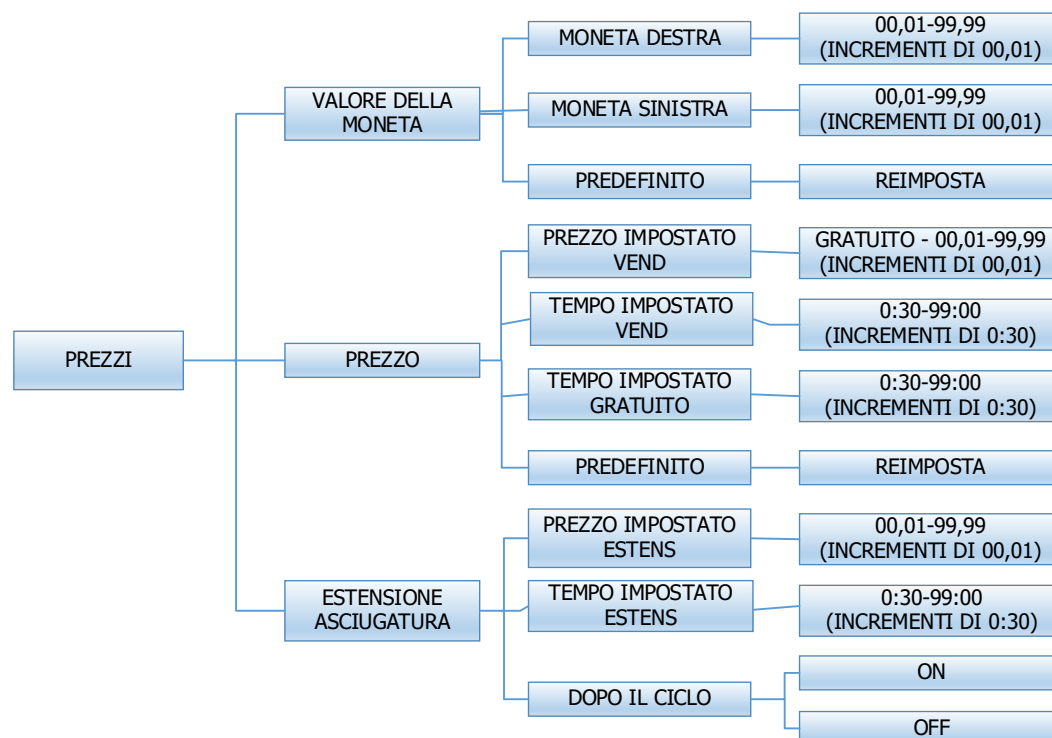 PREZZI
VALORE DELLA
MONETA
MONETA DESTRA
00,01-99,99
(INCREMENTI DI 00,01)
MONETA SINISTRA
00,01-99,99
(INCREMENTI DI 00,01)
PREDEFINITO
REIMPOSTA
PREZZO
PREZZO IMPOSTATO
VEND
GRATUITO - 00,01-99,99
(INCREMENTI DI 00,01)
TEMPO IMPOSTATO
VEND
0:30-99:00
(INCREMENTI DI 0:30)
TEMPO IMPOSTATO
GRATUITO
0:30-99:00
(INCREMENTI DI 0:30)
PREDEFINITO
REIMPOSTA
ESTENSIONE
ASCIUGATURA
PREZZO IMPOSTATO
ESTENS
00,01-99,99
(INCREMENTI DI 00,01)
TEMPO IMPOSTATO
ESTENS
0:30-99:00
(INCREMENTI DI 0:30)
DOPO IL CICLO
ON
OFF